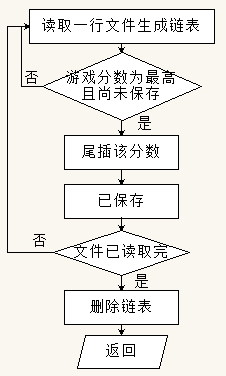 读取一行文件生成链表
否
游戏分数为最高
且尚未保存
是
尾插该分数
已保存
否
文件已读取完
是
删除链表
返回